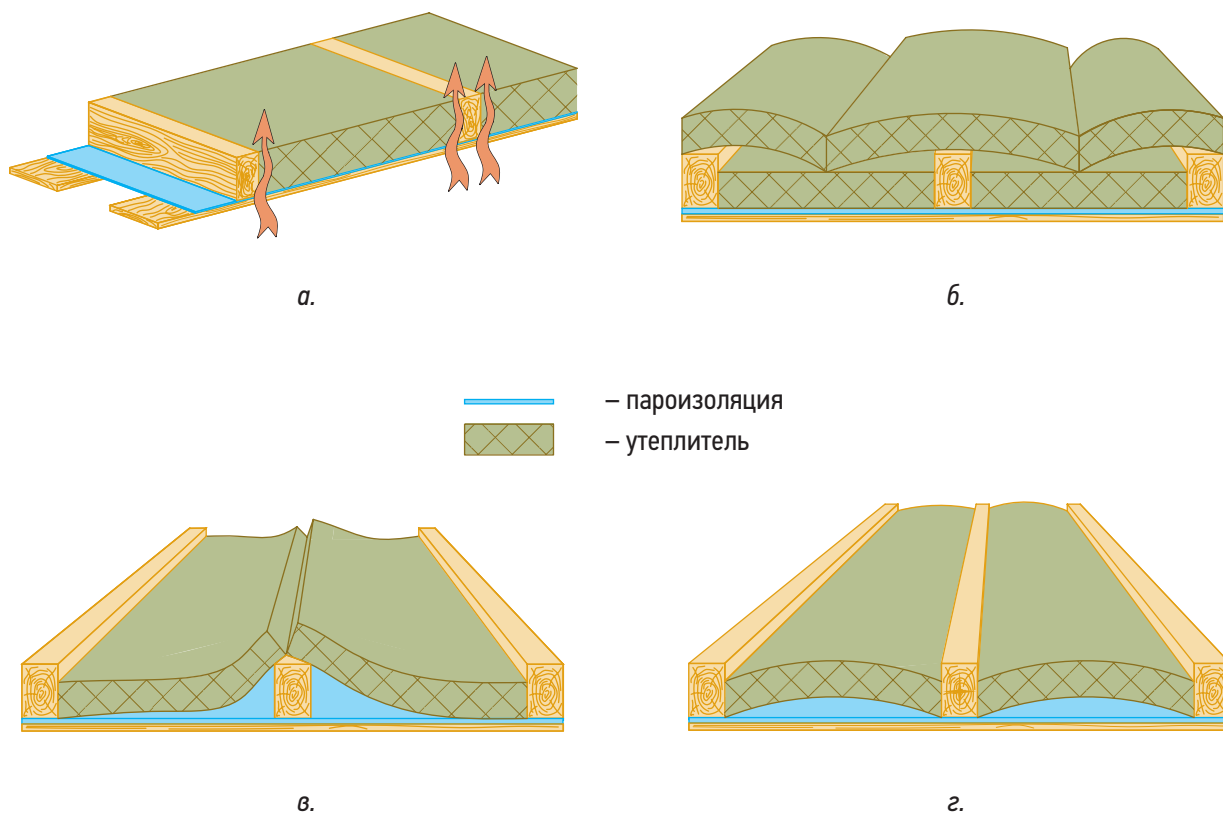 а.
б.
– пароизоляция
– утеплитель
в.
г.